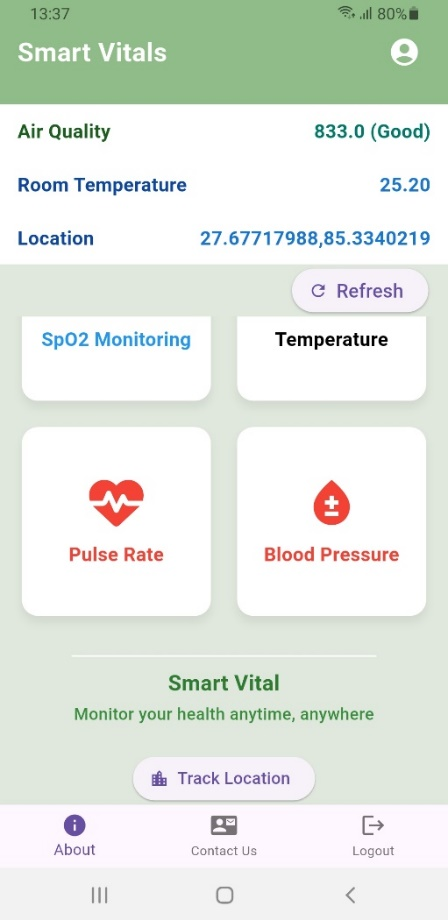 13:37 80%
Smart Vitals
Air Quality 833.0 (Good)
Room Temperature 25.20
Location 27.67717988,85.3340219
Refresh
SpO2 Monitoring Temperature
Pulse Rate Blood Pressure
Smart Vital
Monitor your health anytime, anywhere
Track Location
About Contact Us Logout